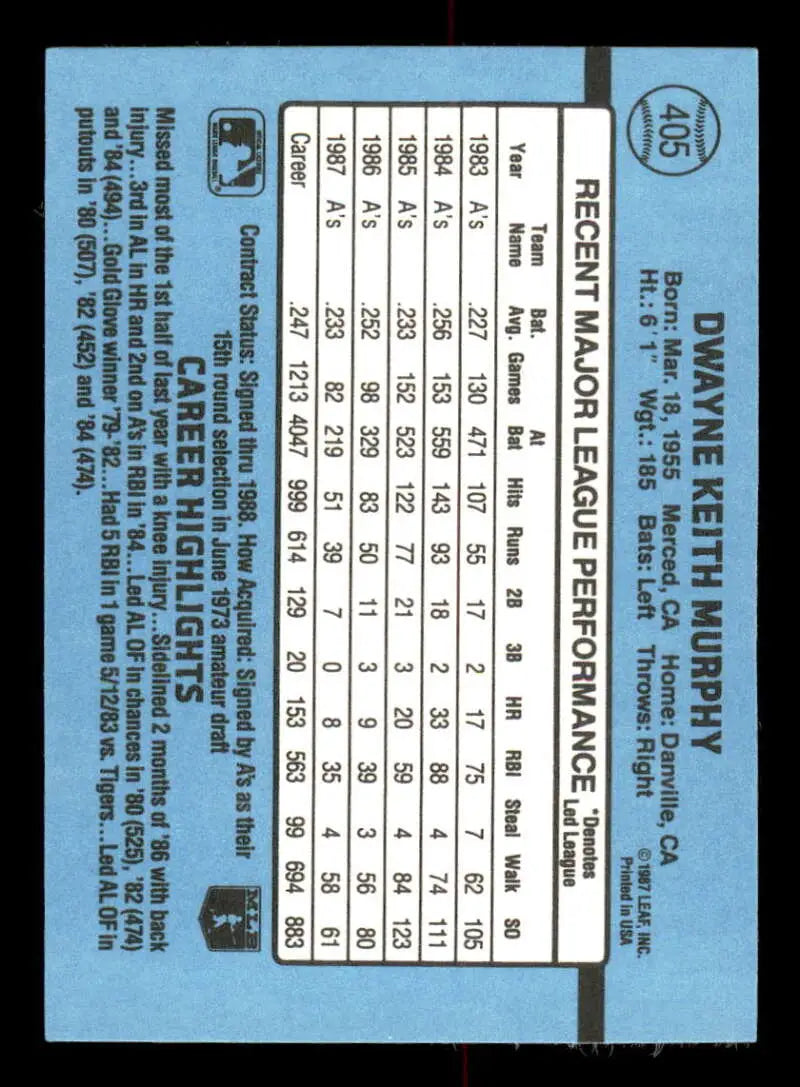 405
DWAYNE KEITH MURPHY
Born: Mar. 18, 1955 Merced, CA Home: Danville, CA
Ht.: 6' 1" Wgt.: 185 Bats: Left Throws: Right
© 1987 LEAF, INC.
Printed in USA
RECENT MAJOR LEAGUE PERFORMANCE *Denotes
Led League
Year Team Name Bat. Avg. Games At Bat Hits Runs 2B 3B HR RBI Steal Walk SO
1983 A's .227 130 471 107 55 17 2 17 75 7 62 105
1984 A's .256 153 559 143 93 18 2 33 88 4 74 111
1985 A's .233 152 523 122 77 21 3 20 59 4 84 123
1986 A's .252 98 329 83 50 11 3 9 39 3 56 80
1987 A's .233 82 219 51 39 7 0 8 35 4 58 61
Career .247 1213 4047 999 614 129 20 153 563 99 694 883
Contract Status: Signed thru 1988. How Acquired: Signed by A's as their
15th round selection in June 1973 amateur draft
MLB
CAREER HIGHLIGHTS
Missed most of the 1st half of last year with a knee injury...Sidelined 2 months of '86 with back
injury...3rd in AL in HR and 2nd on A's in RBI in '84...Led AL OF in chances in '80 (525), '82 (474)
and '84 (494)...Gold Glove winner '79-'82...Had 5 RBI in 1 game 5/12/83 vs. Tigers...Led AL OF in
putouts in '80 (507), '82 (452) and '84 (474).